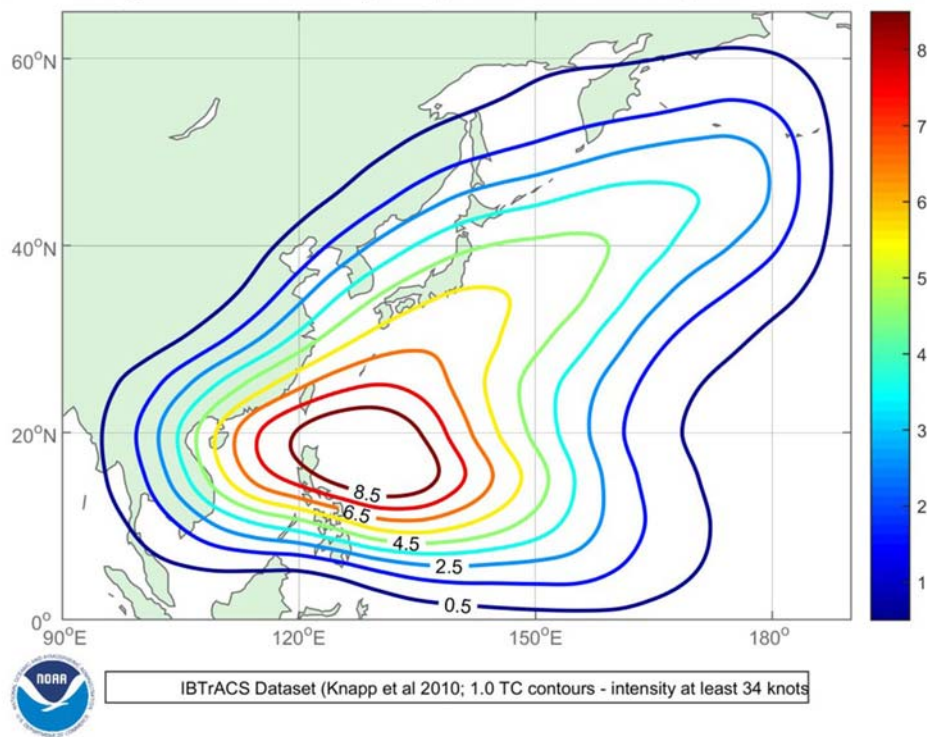 60°N
40°N
20°N
0°
90°E
120°E
150°E
180°
8.5
6.5
4.5
2.5
0.5
8
7
6
5
4
3
2
1
NOAA
IBTrACS Dataset (Knapp et al 2010; 1.0 TC contours - intensity at least 34 knots